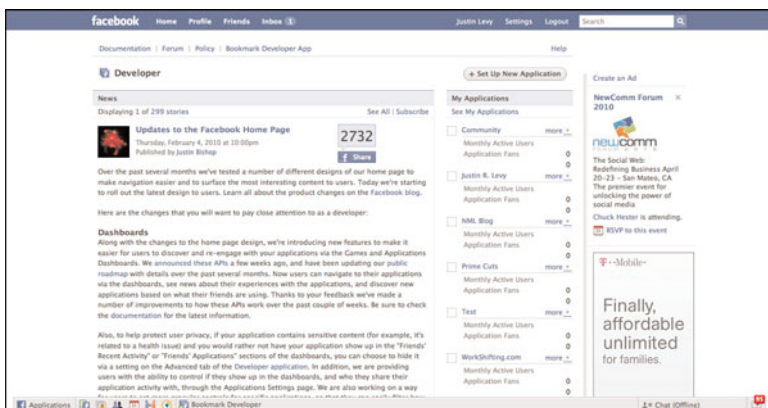 facebook Home Profile Friends Inbox 1 Justin Levy Settings Logout Search
Documentation | Forum | Policy | Bookmark Developer App Help
Developer
+ Set Up New Application
News
Displaying 1 of 299 stories See All | Subscribe
Updates to the Facebook Home Page
Thursday, February 4, 2010 at 10:00pm
Published by Justin Bishop
2732
f Share
Over the past several months we've tested a number of different designs of our home page to
make navigation easier and to surface the most interesting content to users. Today we're starting
to roll out the latest design to users. Learn all about the product changes on the Facebook blog.
Here are the changes that you will want to pay close attention to as a developer:
Dashboards
Along with the changes to the home page design, we're introducing new features to make it
easier for users to discover and re-engage with your applications via the Games and Applications
Dashboards. We announced these APIs a few weeks ago, and have been updating our public
roadmap with details over the past several months. Now users can navigate to their applications
via the dashboards, see news about their experiences with the applications, and discover new
applications based on what their friends are using. Thanks to your feedback we've made a
number of improvements to how these APIs work over the past couple of weeks. Be sure to check
the documentation for the latest information.
Also, to help protect user privacy, if your application contains sensitive content (for example, it's
related to a health issue) and you would rather not have your application show up in the "Friends'
Recent Activity" or "Friends' Applications" sections of the dashboards, you can choose to hide it
via a setting on the Advanced tab of the Developer application. In addition, we are providing
users with the ability to control if they show up in the dashboards, and who they share their
application activity with, through the Applications Settings page. We are also working on a way
My Applications
See My Applications
Community more
Monthly Active Users 0
Application Fans 0
Justin R. Levy more
Monthly Active Users 0
Application Fans 0
NML Blog more
Monthly Active Users 0
Application Fans 0
Prime Cuts more
Monthly Active Users 0
Application Fans 0
Test more
Monthly Active Users 0
Application Fans 0
WorkShifting.com more
Monthly Active Users 0
Application Fans 0
Create an Ad
NewComm Forum
2010
newcomm
The Social Web:
Redefining Business April
20-23 - San Mateo, CA
The premier event for
unlocking the power of
social media
Chuck Hester is attending.
RSVP to this event
T-Mobile
Finally,
affordable
unlimited
for families.
Applications Bookmark Developer Chat (Offline)